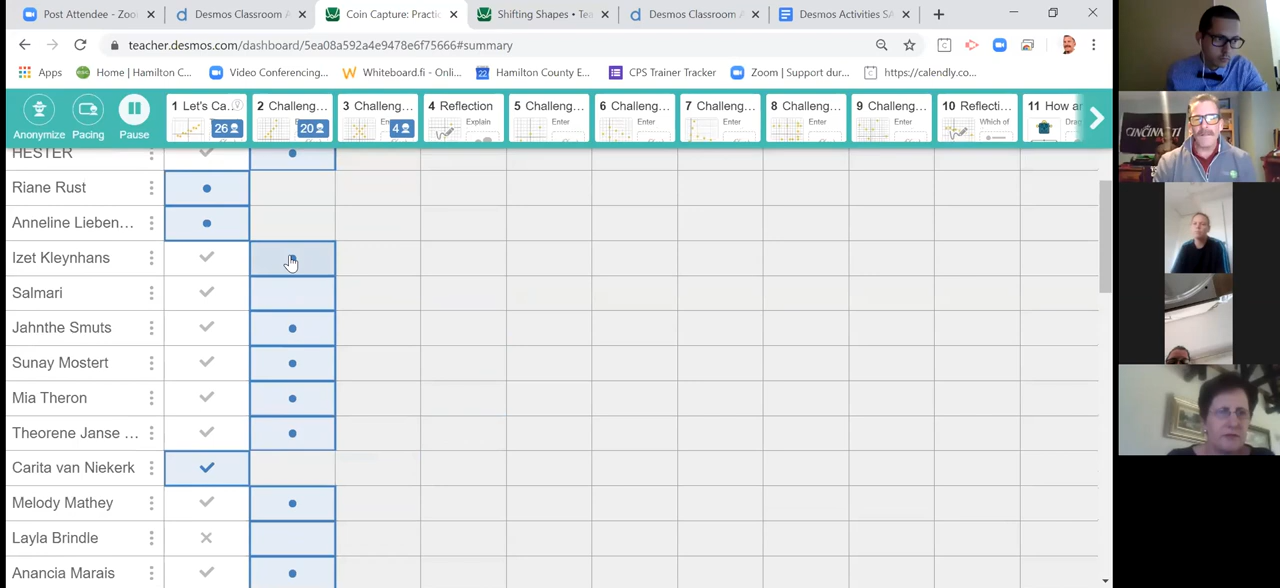 Post Attendee - Zoo
Desmos Classroom A
Coin Capture: Practic
Shifting Shapes • Tea
Desmos Classroom A
Desmos Activities SA
teacher.desmos.com/dashboard/5ea08a592a4e9478e6f75666#summary
Apps
Home | Hamilton C...
Video Conferencing...
Whiteboard.fi - Onli...
22
Hamilton County E...
CPS Trainer Tracker
Zoom | Support dur...
https://calendly.co...
Anonymize
Pacing
Pause
1 Let's Ca...
26
2 Challeng...
20
3 Challeng...
4
4 Reflection
Explain
5 Challeng...
Enter
6 Challeng...
Enter
7 Challeng...
Enter
8 Challeng...
Enter
9 Challeng...
Enter
10 Reflecti...
Which of
11 How a
Dra
HESTER
Riane Rust
Anneline Lieben...
Izet Kleynhans
Salmari
Jahnthe Smuts
Sunay Mostert
Mia Theron
Theorene Janse ...
Carita van Niekerk
Melody Mathey
Layla Brindle
Anancia Marais
CINCINNATI